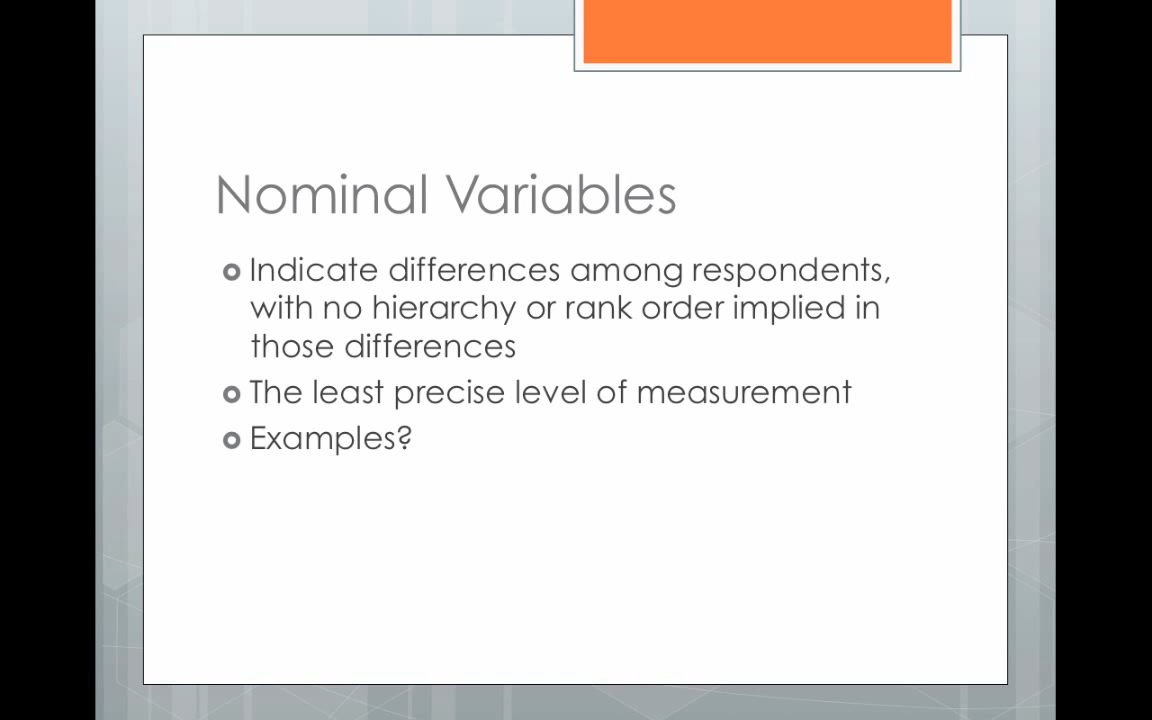 Nominal Variables
Indicate differences among respondents,
with no hierarchy or rank order implied in
those differences
The least precise level of measurement
Examples?